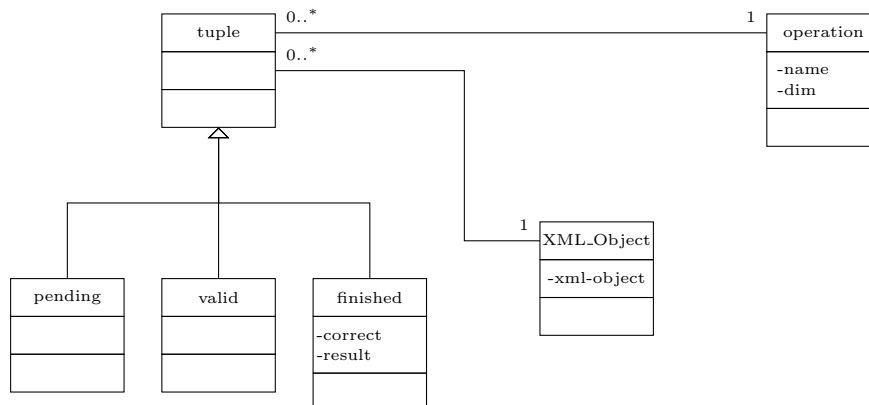 0..*
1
tuple
operation
0..*
-name
-dim
1
XML_Object
-xml-object
pending
valid
finished
-correct
-result